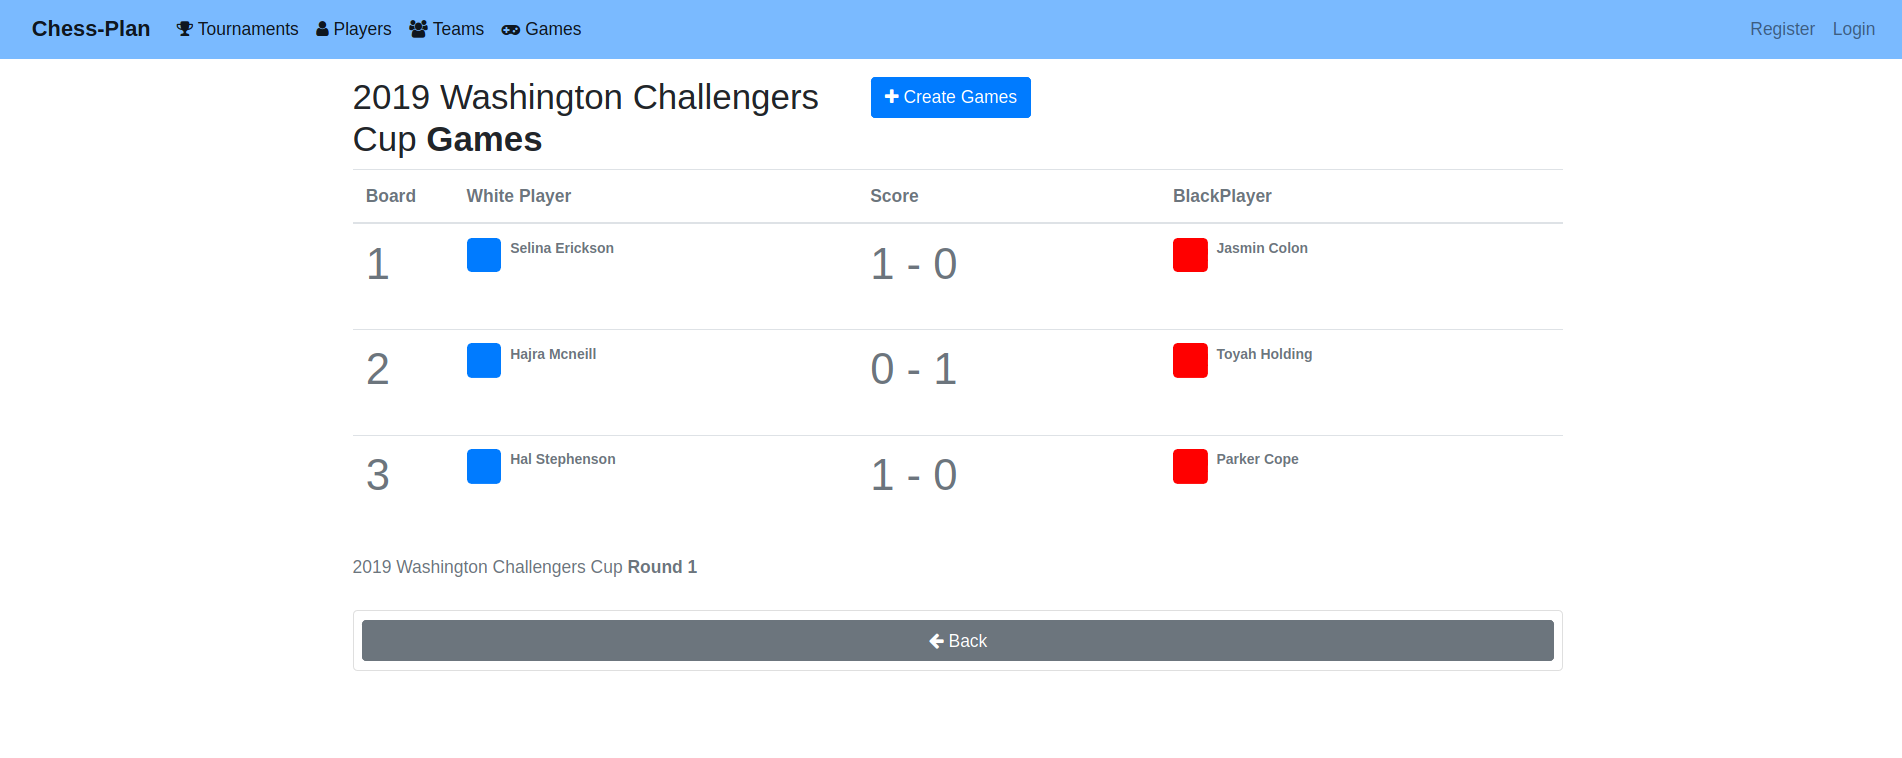 Chess-Plan Tournaments Players Teams Games Register Login
2019 Washington Challengers
Cup Games
Create Games
Board White Player Score BlackPlayer
1 Selina Erickson 1 - 0 Jasmin Colon
2 Hajra Mcneill 0 - 1 Toyah Holding
3 Hal Stephenson 1 - 0 Parker Cope
2019 Washington Challengers Cup Round 1
Back